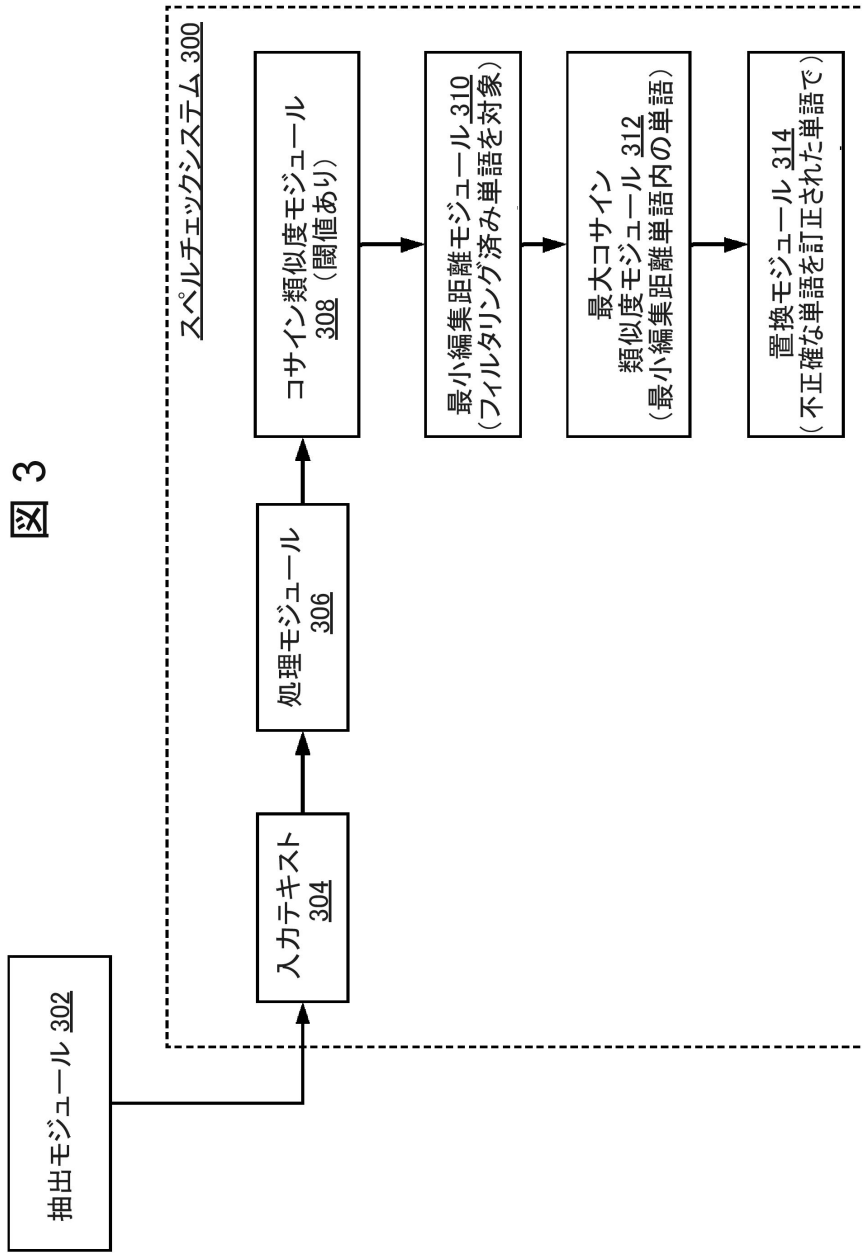 図 3
抽出モジュール 302
スペルチェックシステム 300
入力テキスト
304
処理モジュール
306
コサイン類似度モジュール
308（閾値あり）
最小編集距離モジュール 310
（フィルタリング済み単語を対象）
最大コサイン
類似度モジュール 312
（最小編集距離単語内の単語）
置換モジュール 314
（不正確な単語を訂正された単語で）